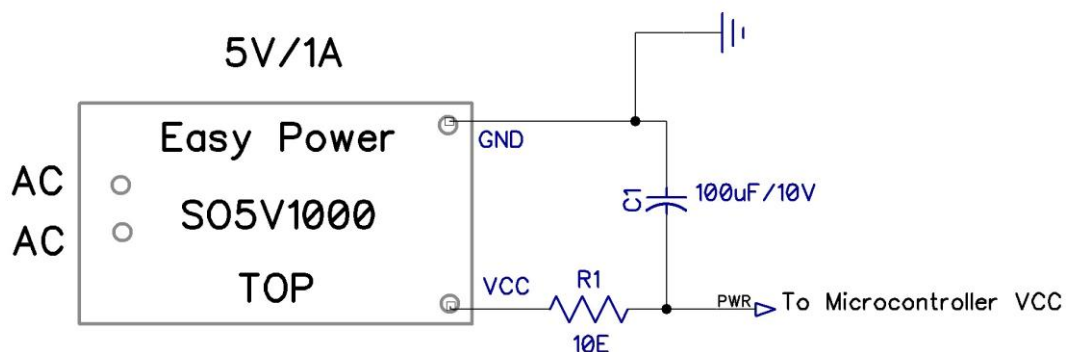 5V/1A
Easy Power
GND
AC
SO5V1000
AC
C1
100uF/10V
TOP
VCC
R1
10E
PWR
To Microcontroller VCC